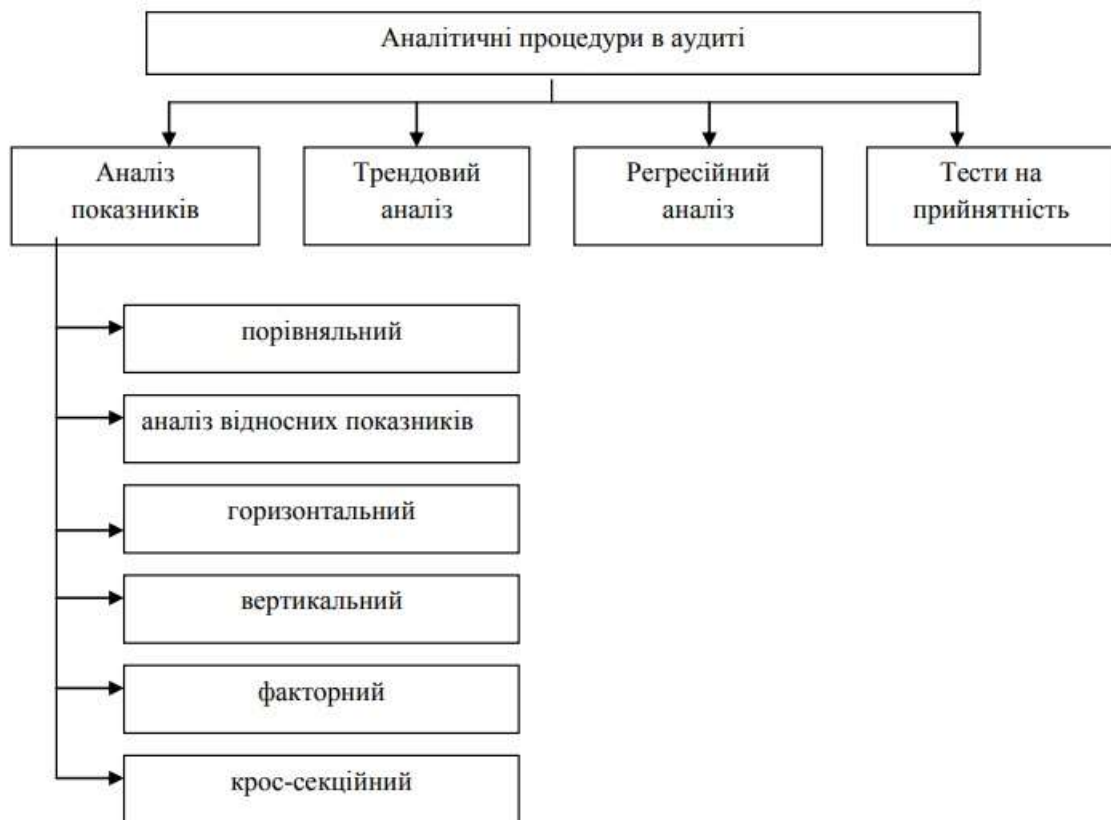 Аналітичні процедури в аудиті
Аналіз
показників
Трендовий
аналіз
Регресійний
аналіз
Тести на
прийнятність
порівняльний
аналіз відносних показників
горизонтальний
вертикальний
факторний
крос-секційний